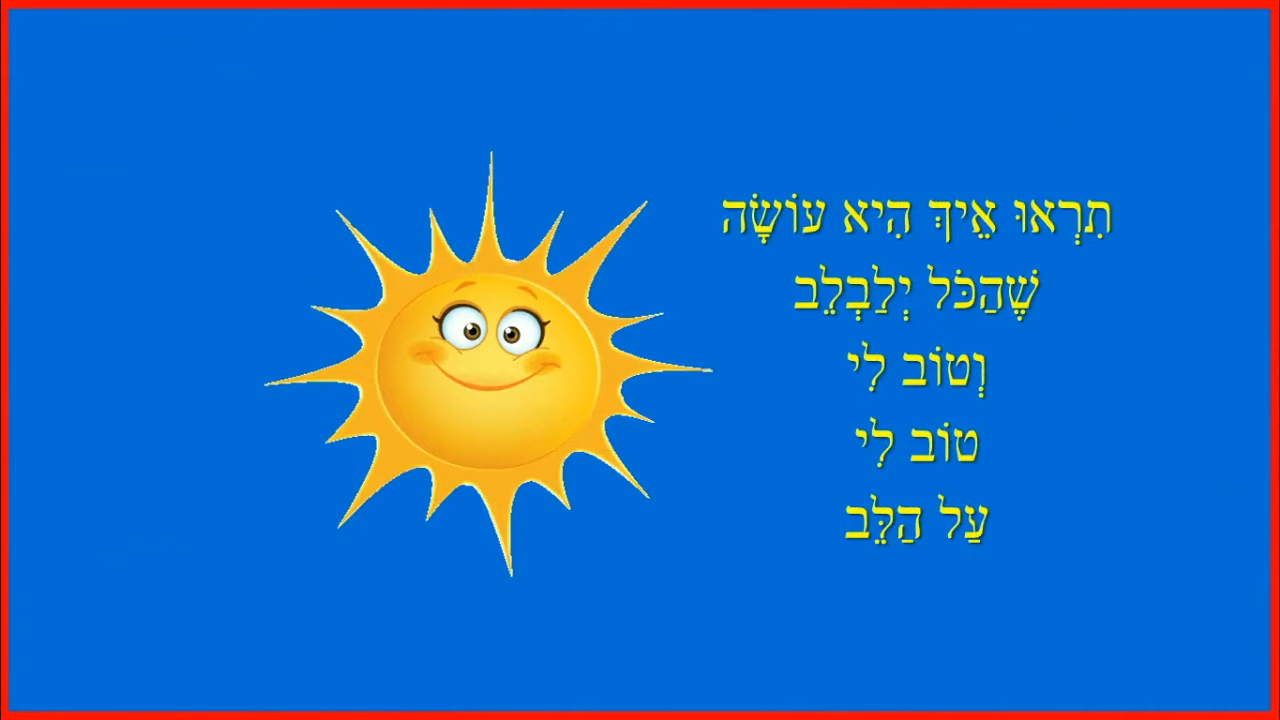 תִרְאוּ אֵיךְ הִיא עוֹשָׂה
שֶׁהַכֹּל יְלַבְלֵב
וְטוֹב לִי
טוֹב לִי
עַל הַלֵּב